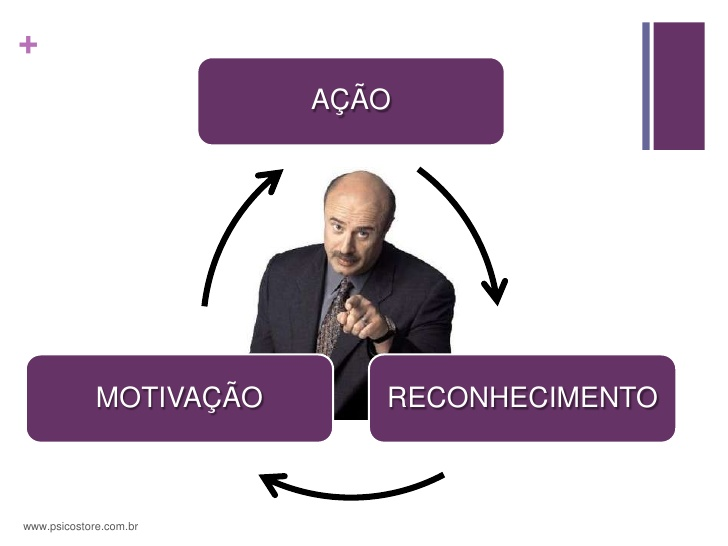 +
AÇÃO
MOTIVAÇÃO
RECONHECIMENTO
www.psicostore.com.br